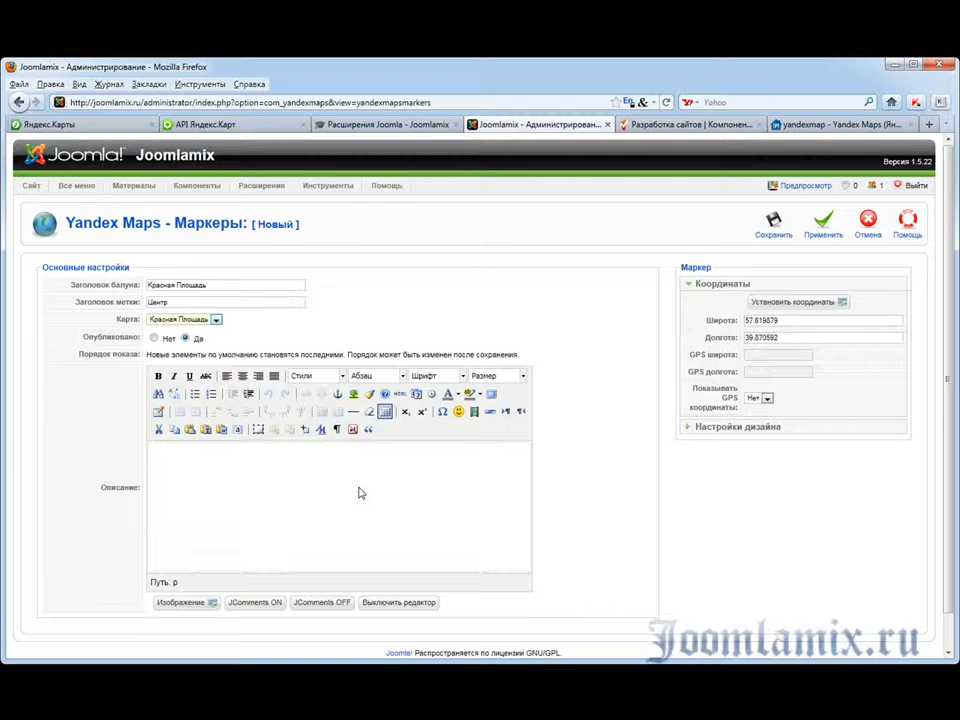 Joomlamix - Администрирование - Mozilla Firefox
Файл Правка Вид Журнал Закладки Инструменты Справка
http://joomlamix.ru/administrator/index.php?option=com_yandexmaps&view=yandexmapsmarkers
Yahoo
Яндекс.Карты
API Яндекс.Карт
Расширения Joomla - Joomlamix
Joomlamix - Администрирован...
Разработка сайтов | Компонен...
yandexmap - Yandex Maps (Ян...
Joomla! Joomlamix
Версия 1.5.22
Сайт Все меню Материалы Компоненты Расширения Инструменты Помощь
Предпросмотр 0 1 Выйти
Yandex Maps - Маркеры: [ Новый ]
Сохранить Применить Отмена Помощь
Основные настройки
Заголовок балуна: Красная Площадь
Заголовок метки: Центр
Карта: Красная Площадь
Опубликовано: Нет Да
Порядок показа: Новые элементы по умолчанию становятся последними. Порядок может быть изменен после сохранения.
B I U ABC Стили Абзац Шрифт Размер
Описание:
Путь: p
Изображение JComments ON JComments OFF Выключить редактор
Маркер
Координаты
Установить координаты
Широта: 57.619879
Долгота: 39.870592
GPS широта:
GPS долгота:
Показывать
GPS
координаты:
Нет
Настройки дизайна
Joomla! Распространяется по лицензии GNU/GPL.
Joomlamix.ru